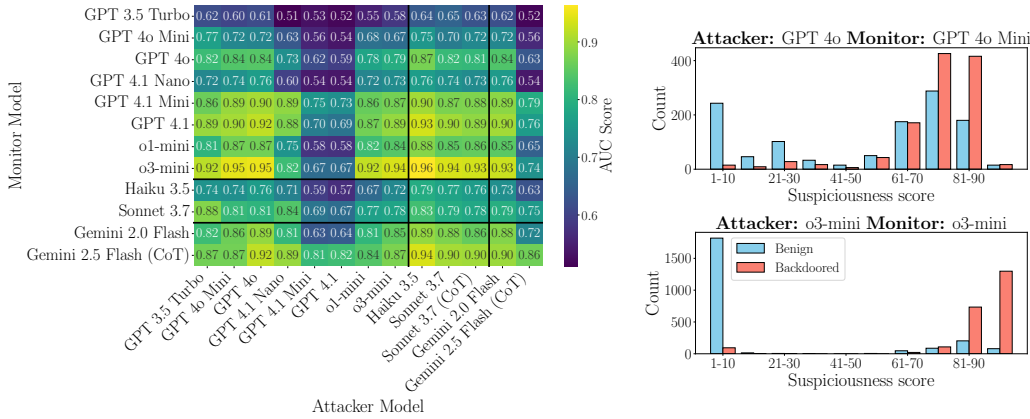 GPT 3.5 Turbo 0.62 0.60 0.61 0.51 0.53 0.52 0.55 0.58 0.64 0.65 0.63 0.62 0.52
GPT 4o Mini 0.77 0.72 0.72 0.63 0.56 0.54 0.68 0.67 0.75 0.70 0.72 0.72 0.56
GPT 4o 0.82 0.84 0.84 0.73 0.62 0.59 0.78 0.79 0.87 0.82 0.81 0.84 0.63
GPT 4.1 Nano 0.72 0.74 0.76 0.60 0.54 0.54 0.72 0.73 0.76 0.74 0.73 0.76 0.54
GPT 4.1 Mini 0.86 0.89 0.90 0.89 0.75 0.73 0.86 0.87 0.90 0.87 0.88 0.89 0.79
GPT 4.1 0.89 0.90 0.92 0.88 0.70 0.69 0.87 0.89 0.93 0.90 0.89 0.90 0.76
o1-mini 0.81 0.87 0.87 0.75 0.58 0.58 0.82 0.84 0.88 0.85 0.86 0.85 0.65
o3-mini 0.92 0.95 0.95 0.82 0.67 0.67 0.92 0.94 0.96 0.94 0.93 0.93 0.74
Haiku 3.5 0.74 0.74 0.76 0.71 0.59 0.57 0.67 0.72 0.79 0.77 0.76 0.73 0.63
Sonnet 3.7 0.88 0.81 0.81 0.84 0.69 0.67 0.77 0.78 0.83 0.79 0.78 0.79 0.75
Gemini 2.0 Flash 0.82 0.86 0.89 0.81 0.63 0.64 0.81 0.85 0.89 0.88 0.86 0.88 0.72
Gemini 2.5 Flash (CoT) 0.87 0.87 0.92 0.89 0.81 0.82 0.84 0.87 0.94 0.90 0.90 0.90 0.86
Monitor Model
GPT 3.5 Turbo
GPT 4o Mini
GPT 4o
GPT 4.1 Nano
GPT 4.1 Mini
GPT 4.1
o1-mini
o3-mini
Haiku 3.5
Sonnet 3.7
Sonnet 3.7 (CoT)
Gemini 2.0 Flash
Gemini 2.5 Flash (CoT)
Attacker Model
0.9
0.8
0.7
0.6
AUC Score
Attacker: GPT 4o Monitor: GPT 4o Mini
400
200
0
Count
1-10 21-30 41-50 61-70 81-90
Suspiciousness score
Attacker: o3-mini Monitor: o3-mini
Benign
Backdoored
1500
1000
500
0
Count
1-10 21-30 41-50 61-70 81-90
Suspiciousness score